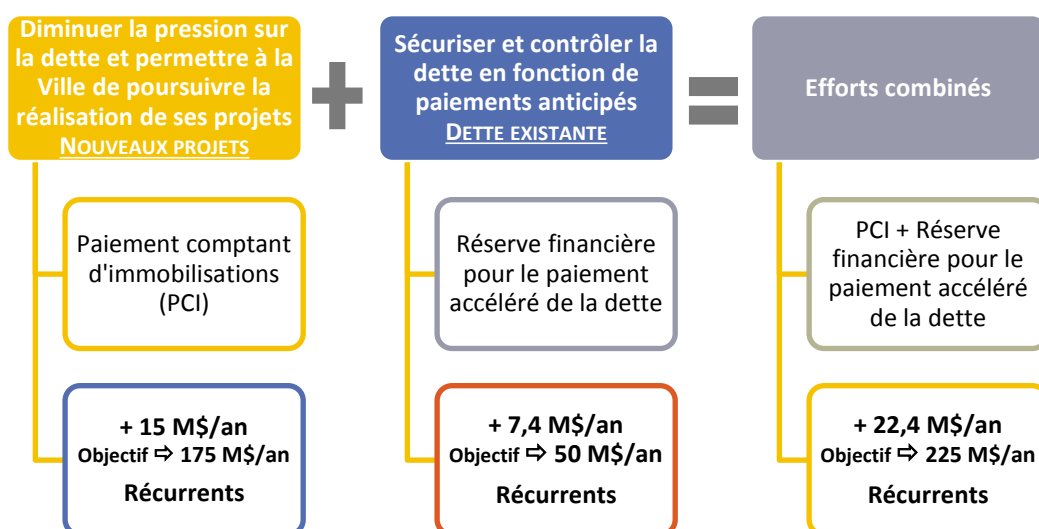 Diminuer la pression sur
la dette et permettre à la
Ville de poursuivre la
réalisation de ses projets
NOUVEAUX PROJETS
+
Sécuriser et contrôler la
dette en fonction de
paiements anticipés
DETTE EXISTANTE
=
Efforts combinés
Paiement comptant
d'immobilisations
(PCI)
Réserve financière
pour le paiement
accéléré de la dette
PCI + Réserve
financière pour le
paiement accéléré
de la dette
+ 15 M$/an
Objectif ⇨ 175 M$/an
Récurrents
+ 7,4 M$/an
Objectif ⇨ 50 M$/an
Récurrents
+ 22,4 M$/an
Objectif ⇨ 225 M$/an
Récurrents